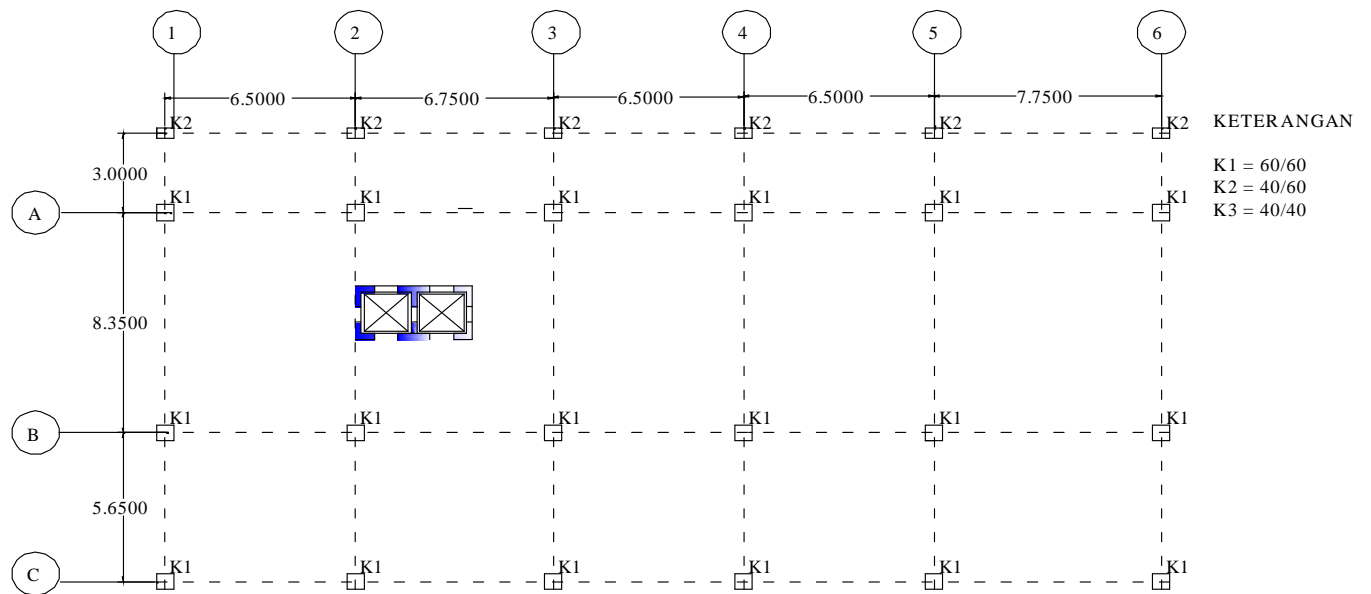 1 2 3 4 5 6
6.5000 6.7500 6.5000 6.5000 7.7500
K2 K2 K2 K2 K2 K2
KETERANGAN
3.0000
K1 = 60/60
K2 = 40/60
K3 = 40/40
A K1 K1 K1 K1 K1 K1
8.3500
B K1 K1 K1 K1 K1 K1
5.6500
C K1 K1 K1 K1 K1 K1